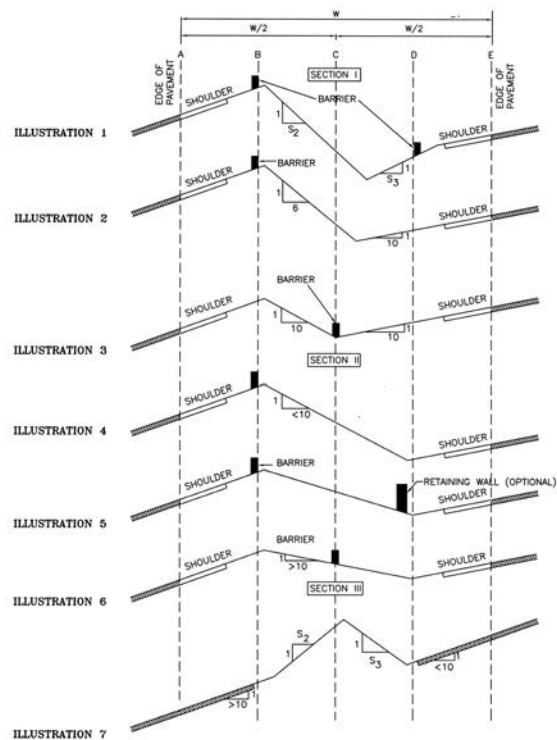 W
W/2 W/2
A B C D E
EDGE OF PAVEMENT
EDGE OF PAVEMENT
SECTION I
BARRIER
SHOULDER
SHOULDER
1 S2
S3 1
ILLUSTRATION 1
BARRIER
SHOULDER
SHOULDER
1 6
10 1
ILLUSTRATION 2
BARRIER
SHOULDER
SHOULDER
1 10
10 1
ILLUSTRATION 3
SECTION II
SHOULDER
SHOULDER
1 <10
ILLUSTRATION 4
BARRIER
SHOULDER
SHOULDER
RETAINING WALL (OPTIONAL)
ILLUSTRATION 5
BARRIER
SHOULDER
SHOULDER
1 >10
ILLUSTRATION 6
SECTION III
1 S2
1 S3
>10 1
<10 1
ILLUSTRATION 7